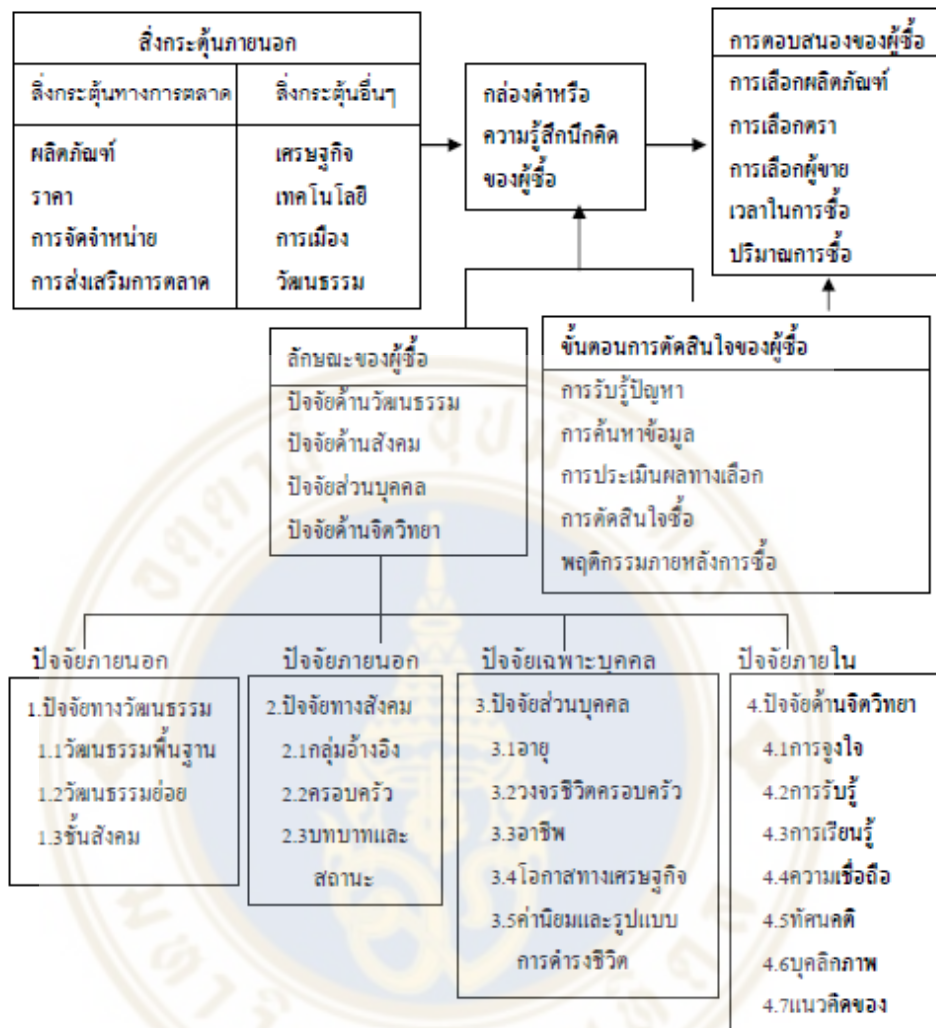 สิ่งกระตุ้นภายนอก
สิ่งกระตุ้นทางการตลาด
ผลิตภัณฑ์
ราคา
การจัดจำหน่าย
การส่งเสริมการตลาด
สิ่งกระตุ้นอื่นๆ
เศรษฐกิจ
เทคโนโลยี
การเมือง
วัฒนธรรม
กล่องดำหรือ
ความรู้สึกนึกคิด
ของผู้ซื้อ
การตอบสนองของผู้ซื้อ
การเลือกผลิตภัณฑ์
การเลือกตรา
การเลือกผู้ขาย
เวลาในการซื้อ
ปริมาณการซื้อ
ลักษณะของผู้ซื้อ
ปัจจัยด้านวัฒนธรรม
ปัจจัยด้านสังคม
ปัจจัยส่วนบุคคล
ปัจจัยด้านจิตวิทยา
ขั้นตอนการตัดสินใจของผู้ซื้อ
การรับรู้ปัญหา
การค้นหาข้อมูล
การประเมินผลทางเลือก
การตัดสินใจซื้อ
พฤติกรรมภายหลังการซื้อ
ปัจจัยภายนอก
1.ปัจจัยทางวัฒนธรรม
1.1วัฒนธรรมพื้นฐาน
1.2วัฒนธรรมย่อย
1.3ชั้นสังคม
ปัจจัยภายนอก
2.ปัจจัยทางสังคม
2.1กลุ่มอ้างอิง
2.2ครอบครัว
2.3บทบาทและ
สถานะ
ปัจจัยเฉพาะบุคคล
3.ปัจจัยส่วนบุคคล
3.1อายุ
3.2วงจรชีวิตครอบครัว
3.3อาชีพ
3.4โอกาสทางเศรษฐกิจ
3.5ค่านิยมและรูปแบบ
การดำรงชีวิต
ปัจจัยภายใน
4.ปัจจัยด้านจิตวิทยา
4.1การจูงใจ
4.2การรับรู้
4.3การเรียนรู้
4.4ความเชื่อถือ
4.5ทัศนคติ
4.6บุคลิกภาพ
4.7แนวคิดของ